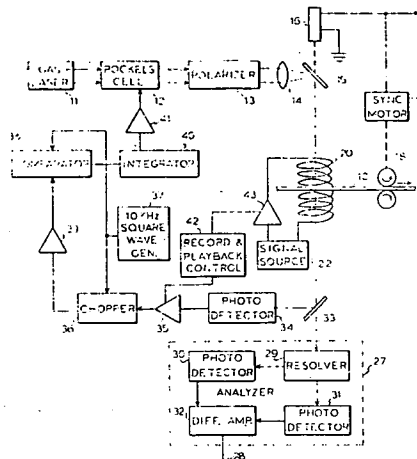 16
GAS
LASER
11
POCKELS
CELL
12
POLARIZER
13
14
15
SYNC
MOTOR
41
40
INTEGRATOR
COMPARATOR
20
18
43
37
10 KHz
SQUARE
WAVE
GEN.
42
RECORD &
PLAYBACK
CONTROL
SIGNAL
SOURCE
22
CHOPPER
36
35
PHOTO
DETECTOR
34
33
30
PHOTO
DETECTOR
29
RESOLVER
27
ANALYZER
31
PHOTO
DETECTOR
32
DIFF. AMP.
28